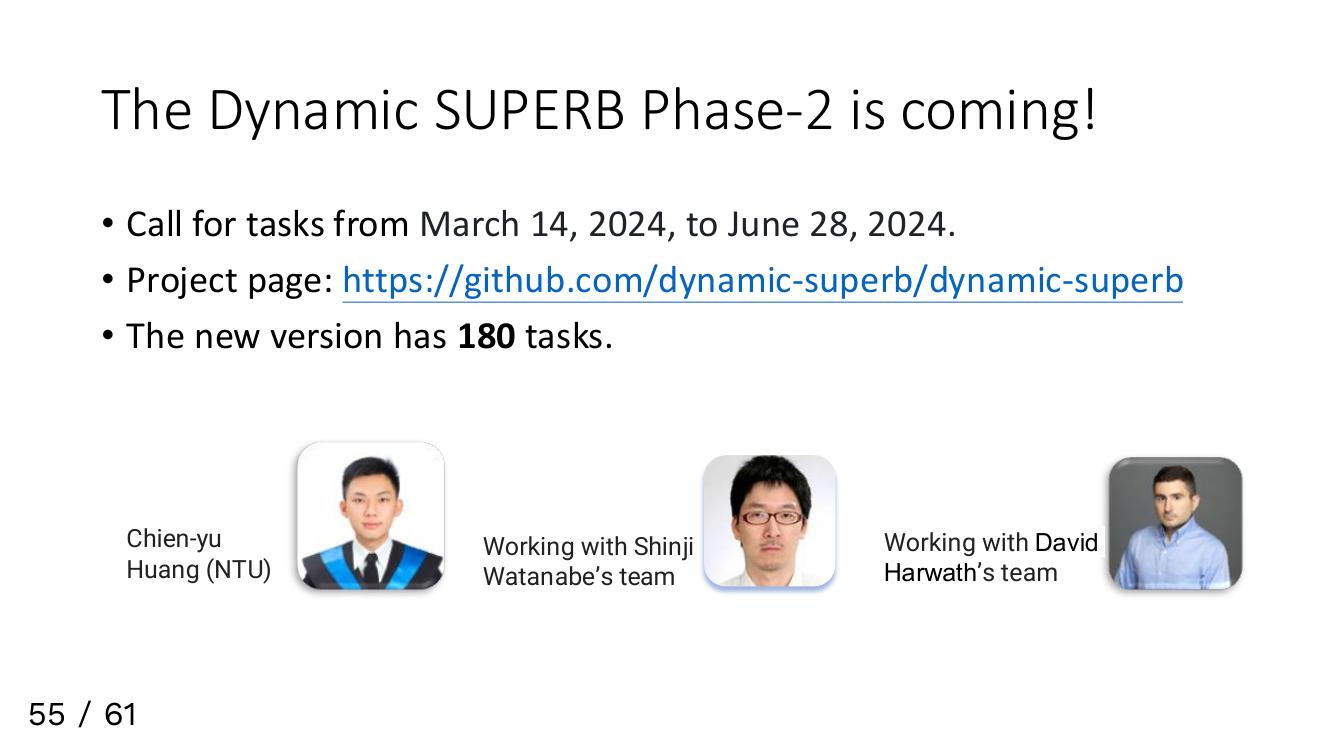 The Dynamic SUPERB Phase-2 is coming!
• Call for tasks from March 14, 2024, to June 28, 2024.
• Project page: https://github.com/dynamic-superb/dynamic-superb
• The new version has 180 tasks.
Chien-yu
Huang (NTU)
Working with Shinji
Watanabe’s team
Working with David
Harwath’s team
55 / 61